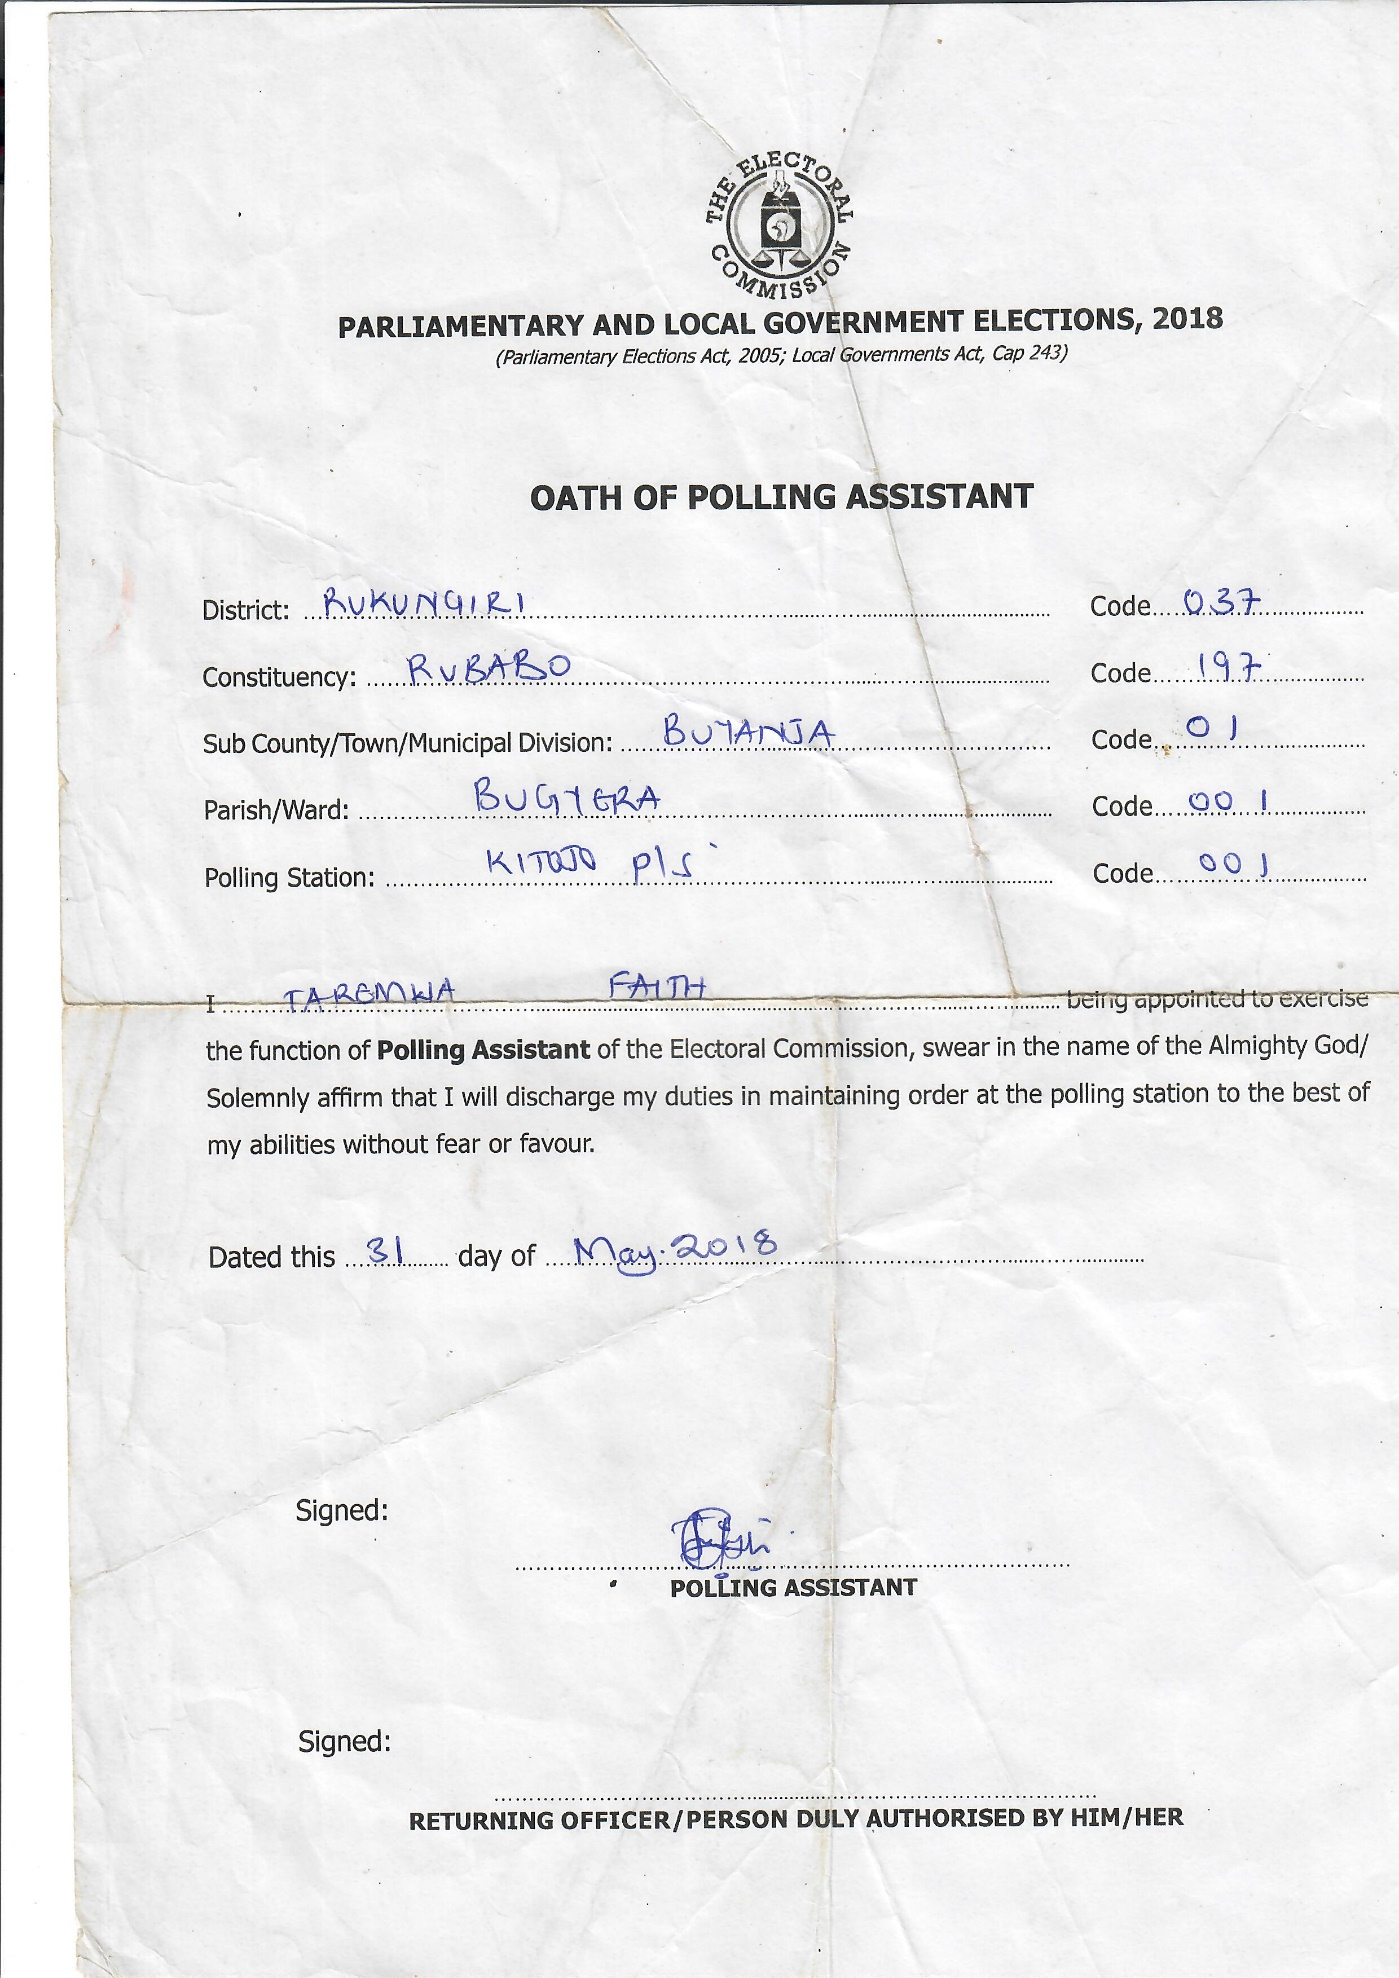 THE ELECTORAL COMMISSION
PARLIAMENTARY AND LOCAL GOVERNMENT ELECTIONS, 2018
(Parliamentary Elections Act, 2005; Local Governments Act, Cap 243)
OATH OF POLLING ASSISTANT
District: RUKUNGIRI Code 037
Constituency: RUBABO Code 197
Sub County/Town/Municipal Division: BUYANJA Code 01
Parish/Ward: BUGYERA Code 001
Polling Station: KITOJO pls Code 001
I TAREMWA FAITH being appointed to exercise
the function of Polling Assistant of the Electoral Commission, swear in the name of the Almighty God/
Solemnly affirm that I will discharge my duties in maintaining order at the polling station to the best of
my abilities without fear or favour.
Dated this 31 day of May.2018
Signed:
POLLING ASSISTANT
Signed:
RETURNING OFFICER/PERSON DULY AUTHORISED BY HIM/HER